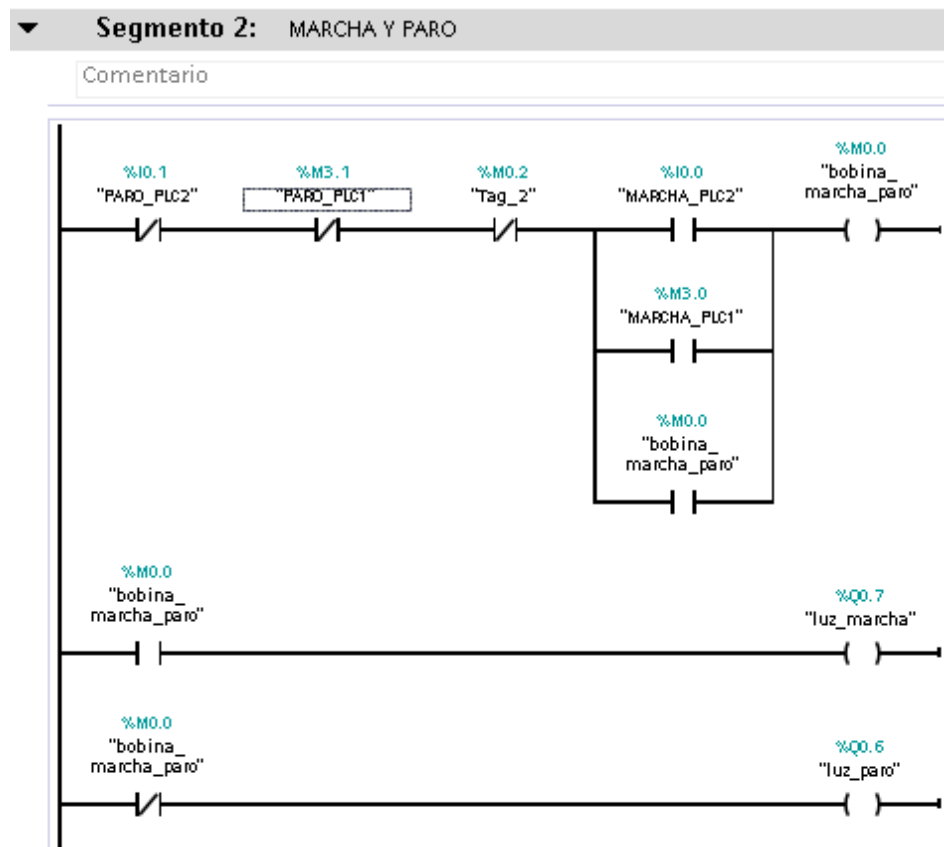 Segmento 2: MARCHA Y PARO
Comentario
%I0.1 %M3.1 %M0.2 %I0.0 %M0.0
"PARO_PLC2" "PARO_PLC1" "Tag_2" "MARCHA_PLC2" "bobina_
marcha_paro"
%M3.0
"MARCHA_PLC1"
%M0.0
"bobina_
marcha_paro"
%M0.0
"bobina_
marcha_paro"
%Q0.7
"luz_marcha"
%M0.0
"bobina_
marcha_paro"
%Q0.6
"luz_paro"